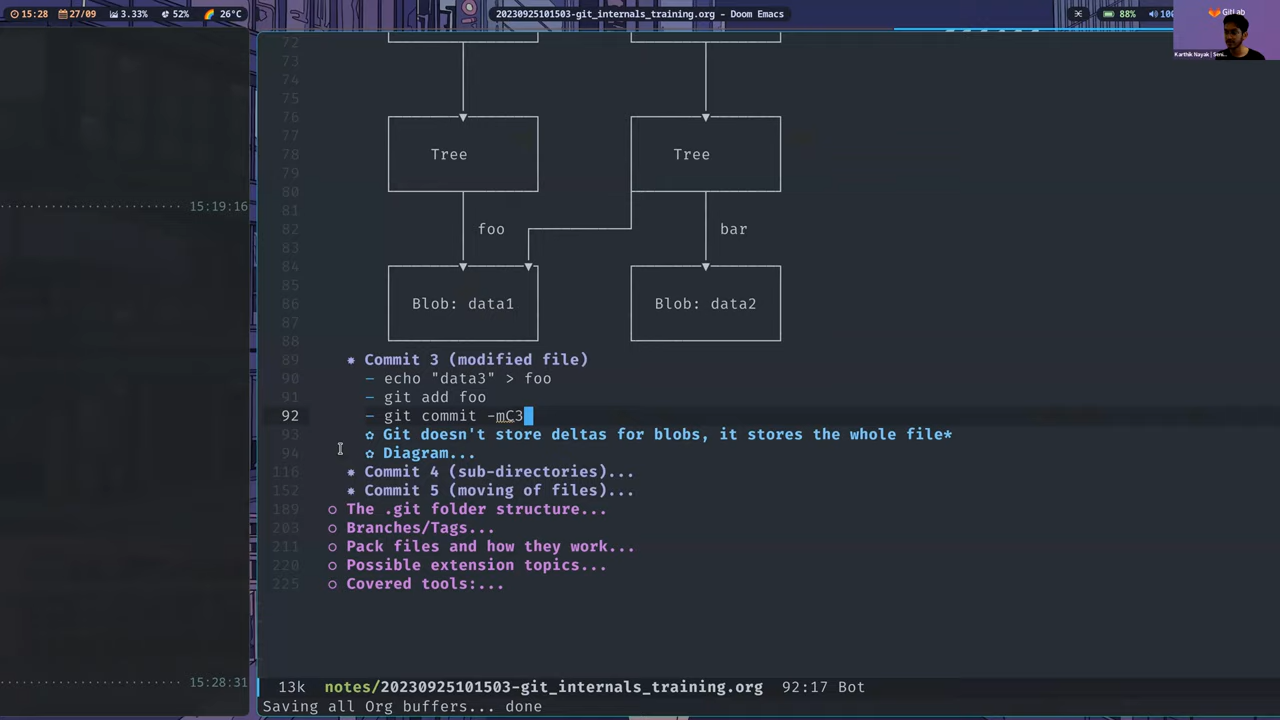 15:28 27/09 3.33% 52% 26°C
20230925101503-git_internals_training.org - Doom Emacs
88% 100
GitLab
Karthik Nayak | Seni...
72
73
74
75
76
77
78 Tree Tree
79
80
81
82 foo bar
83
84
85
86 Blob: data1 Blob: data2
87
88
89 Commit 3 (modified file)
90 – echo "data3" > foo
91 – git add foo
92 – git commit -mC3
93 Git doesn't store deltas for blobs, it stores the whole file*
94 Diagram...
116 Commit 4 (sub-directories)...
152 Commit 5 (moving of files)...
189 The .git folder structure...
203 Branches/Tags...
211 Pack files and how they work...
220 Possible extension topics...
225 Covered tools:...
15:19:16
15:28:31
13k notes/20230925101503-git_internals_training.org 92:17 Bot
Saving all Org buffers... done